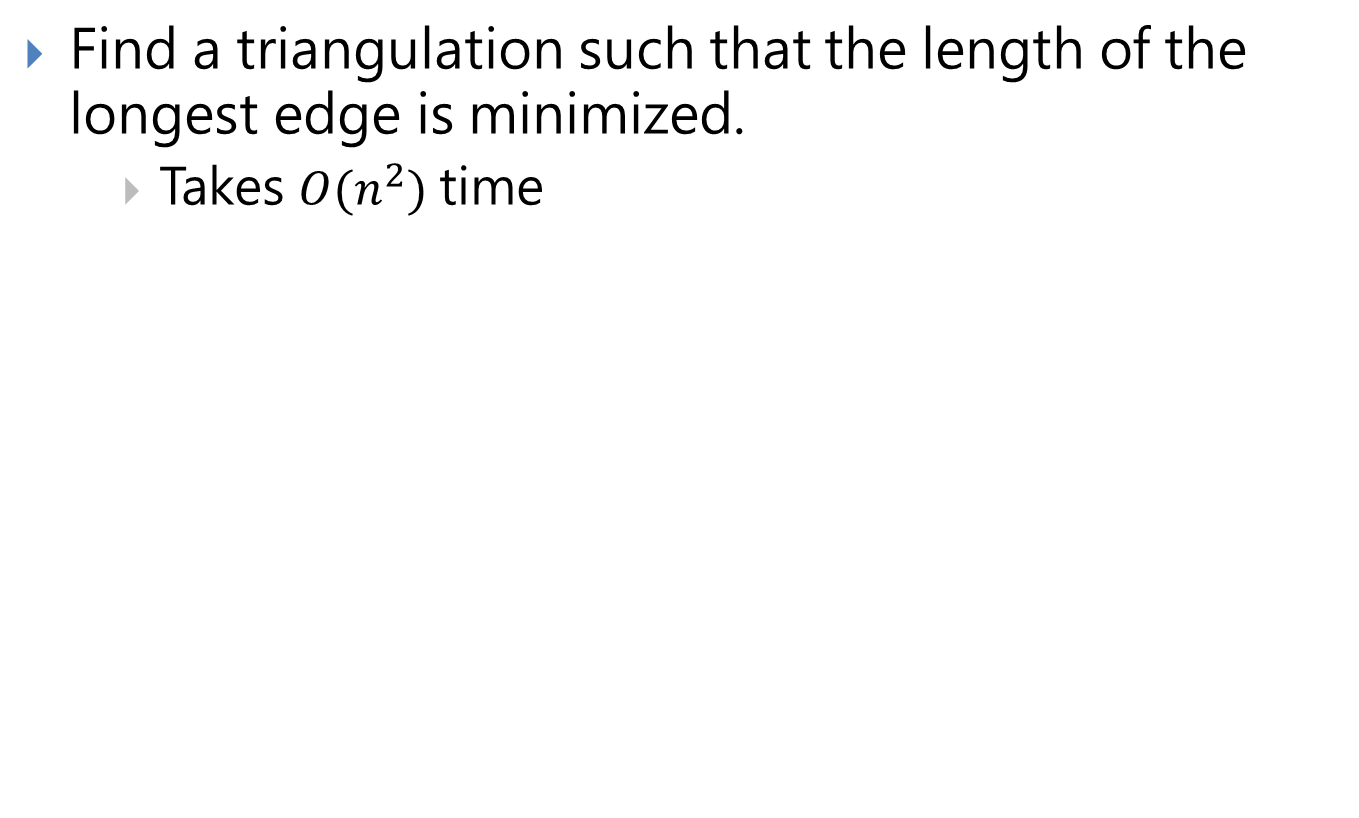 Find a triangulation such that the length of the
longest edge is minimized.
Takes O(n²) time